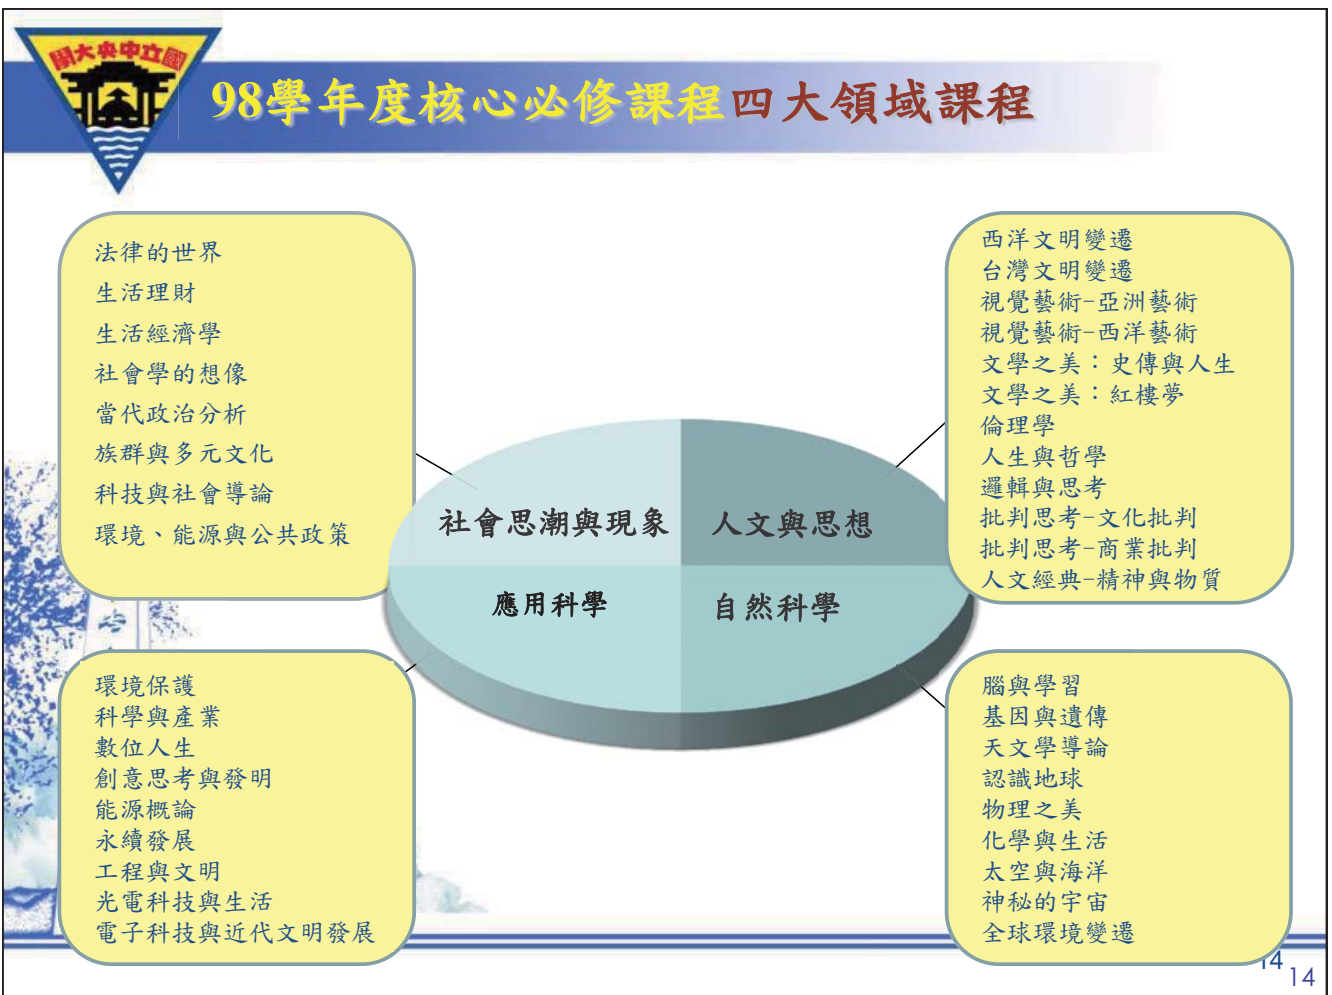 國立中央大學
98學年度核心必修課程四大領域課程
法律的世界
生活理財
生活經濟學
社會學的想像
當代政治分析
族群與多元文化
科技與社會導論
環境、能源與公共政策
西洋文明變遷
台灣文明變遷
視覺藝術-亞洲藝術
視覺藝術-西洋藝術
文學之美：史傳與人生
文學之美：紅樓夢
倫理學
人生與哲學
邏輯與思考
批判思考-文化批判
批判思考-商業批判
人文經典-精神與物質
社會思潮與現象
人文與思想
應用科學
自然科學
環境保護
科學與產業
數位人生
創意思考與發明
能源概論
永續發展
工程與文明
光電科技與生活
電子科技與近代文明發展
腦與學習
基因與遺傳
天文學導論
認識地球
物理之美
化學與生活
太空與海洋
神秘的宇宙
全球環境變遷
14
14